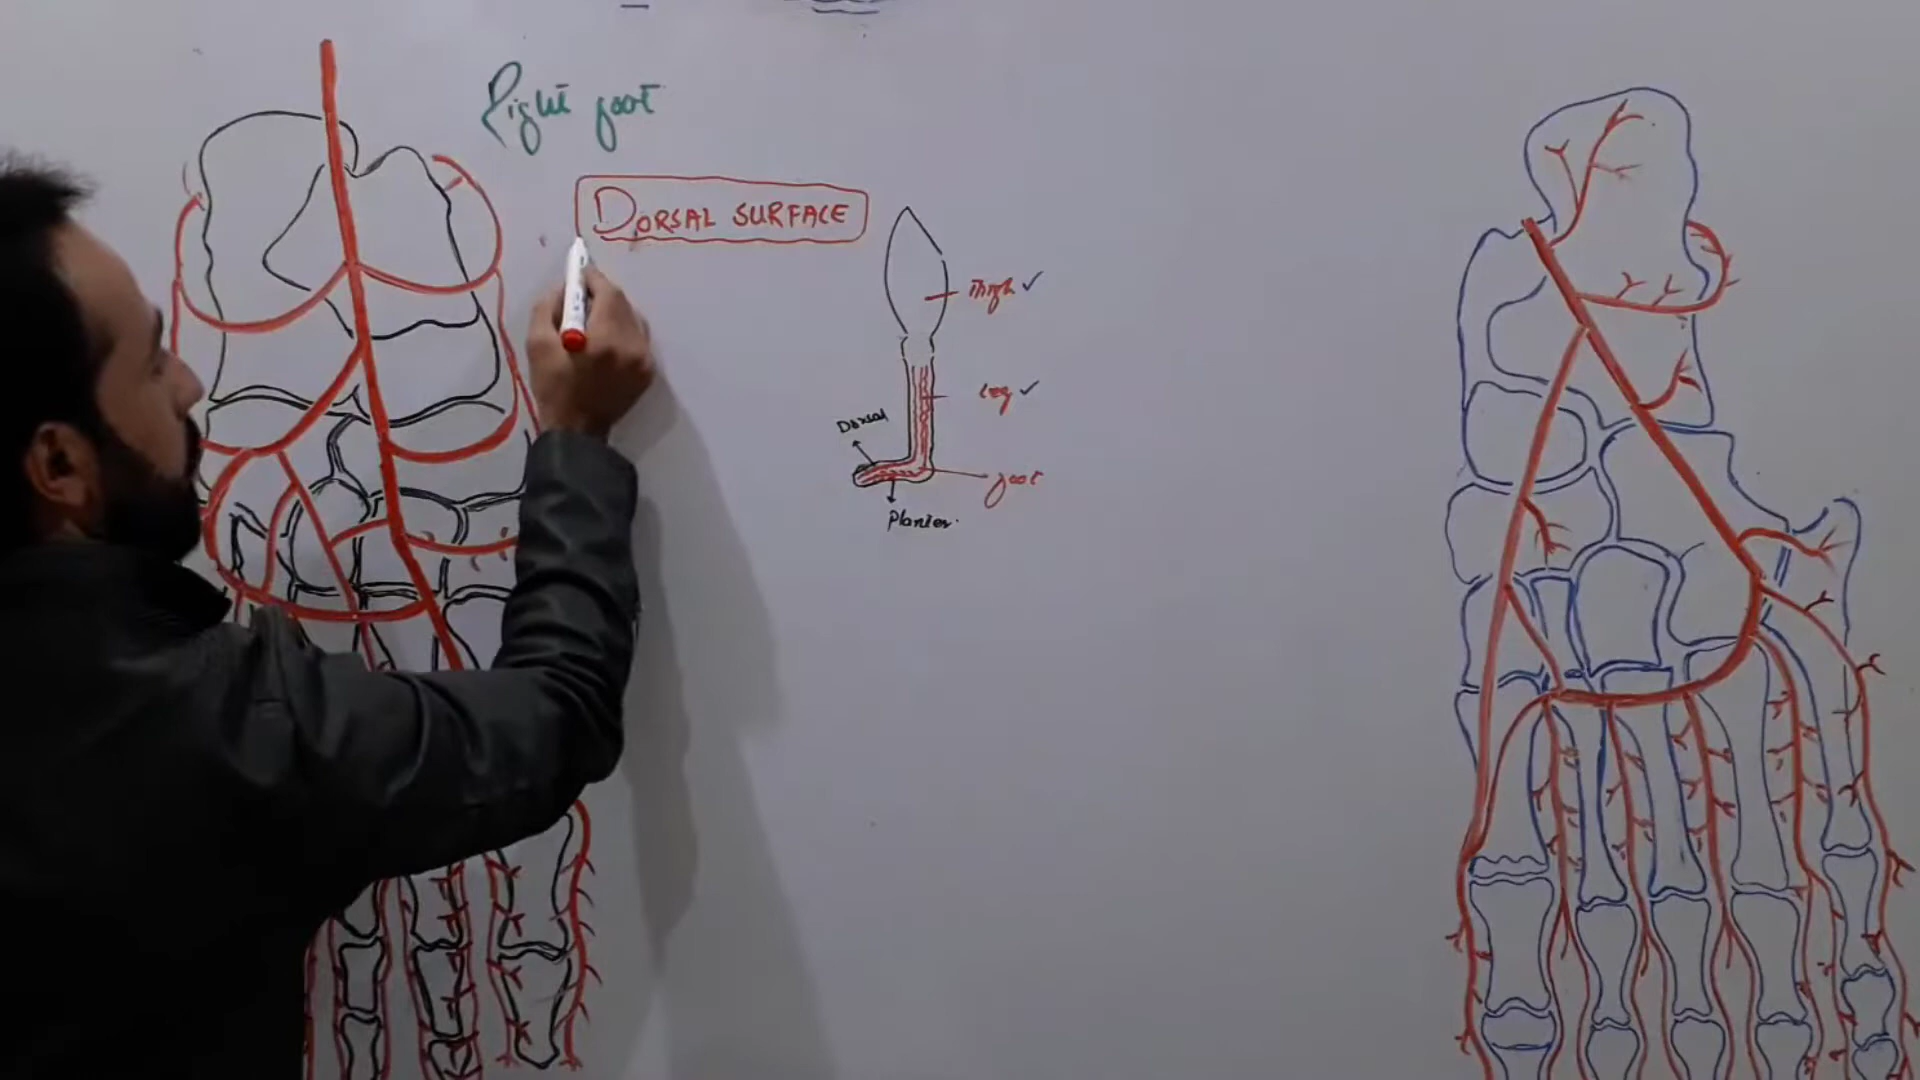 Right foot
DORSAL SURFACE
Thigh ✓
Leg ✓
Dorsal
foot
Planter.